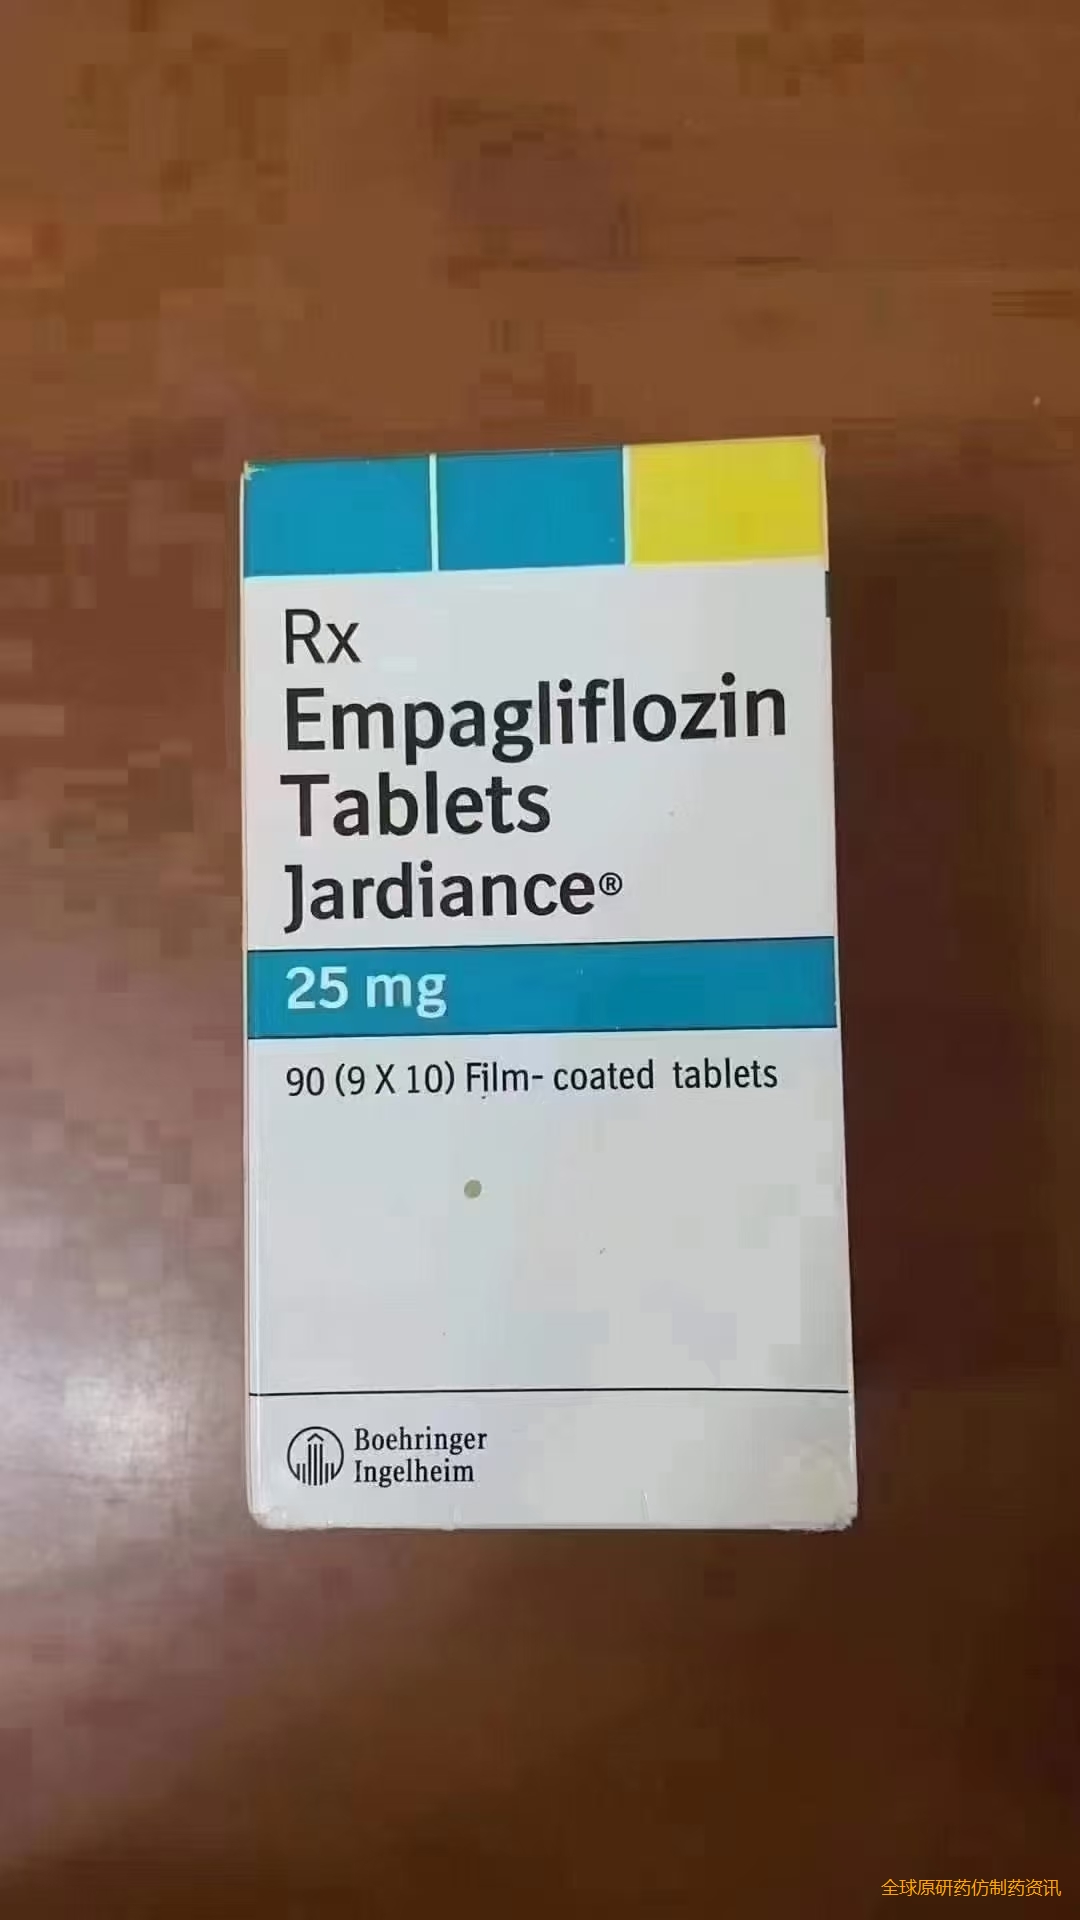 Rx
Empagliflozin
Tablets
Jardiance®
25 mg
90 (9 X 10) Film- coated tablets
Boehringer
Ingelheim
全球原研药仿制药资讯